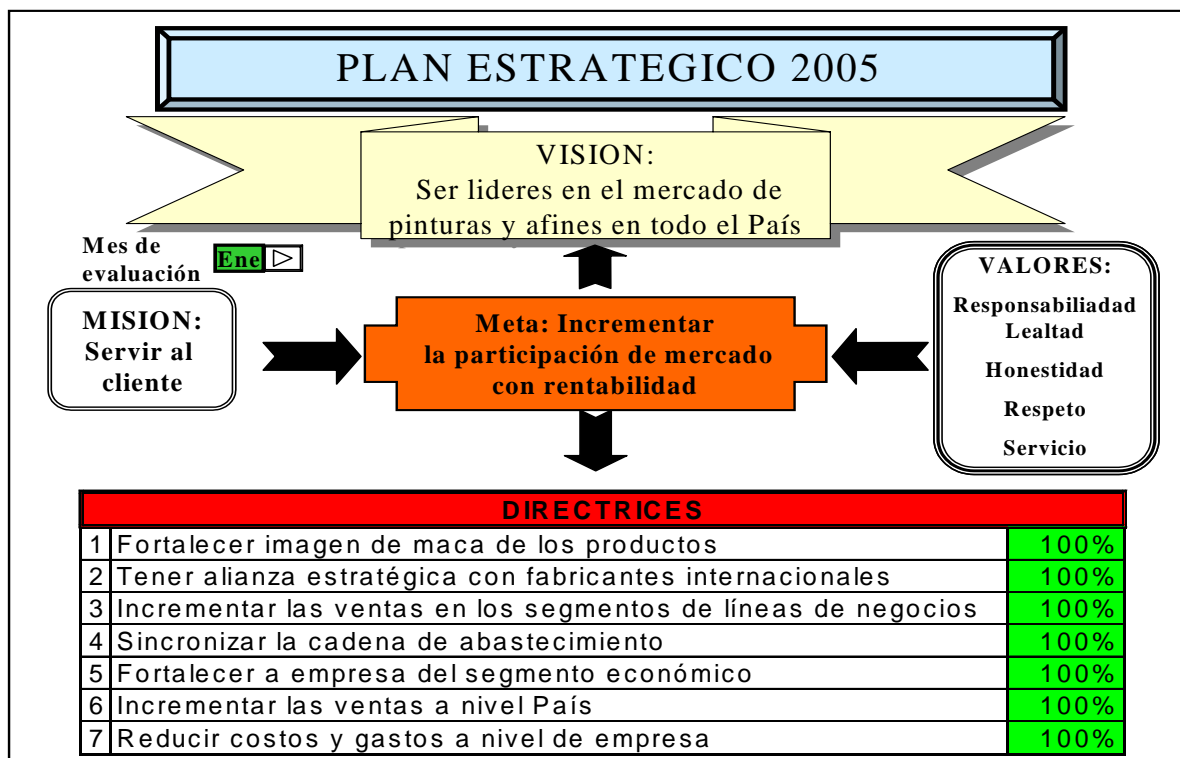 PLAN ESTRATEGICO 2005
VISION:
Ser lideres en el mercado de
pinturas y afines en todo el País
Mes de
evaluación
Ene
MISION:
Servir al
cliente
Meta: Incrementar
la participación de mercado
con rentabilidad
VALORES:
Responsabiliadad
Lealtad
Honestidad
Respeto
Servicio
DIRECTRICES
1 Fortalecer imagen de maca de los productos 100%
2 Tener alianza estratégica con fabricantes internacionales 100%
3 Incrementar las ventas en los segmentos de líneas de negocios 100%
4 Sincronizar la cadena de abastecimiento 100%
5 Fortalecer a empresa del segmento económico 100%
6 Incrementar las ventas a nivel País 100%
7 Reducir costos y gastos a nivel de empresa 100%